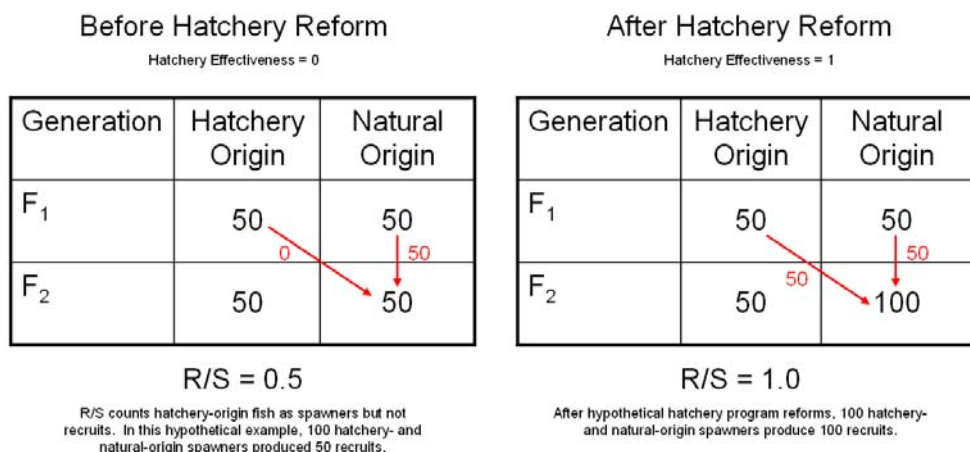 Before Hatchery Reform
Hatchery Effectiveness = 0
Generation Hatchery Origin Natural Origin
F1 50 50
0 50
F2 50 50
R/S = 0.5
R/S counts hatchery-origin fish as spawners but not
recruits. In this hypothetical example, 100 hatchery- and
natural-origin spawners produced 50 recruits.
After Hatchery Reform
Hatchery Effectiveness = 1
Generation Hatchery Origin Natural Origin
F1 50 50
50 50
F2 50 100
R/S = 1.0
After hypothetical hatchery program reforms, 100 hatchery-
and natural-origin spawners produce 100 recruits.